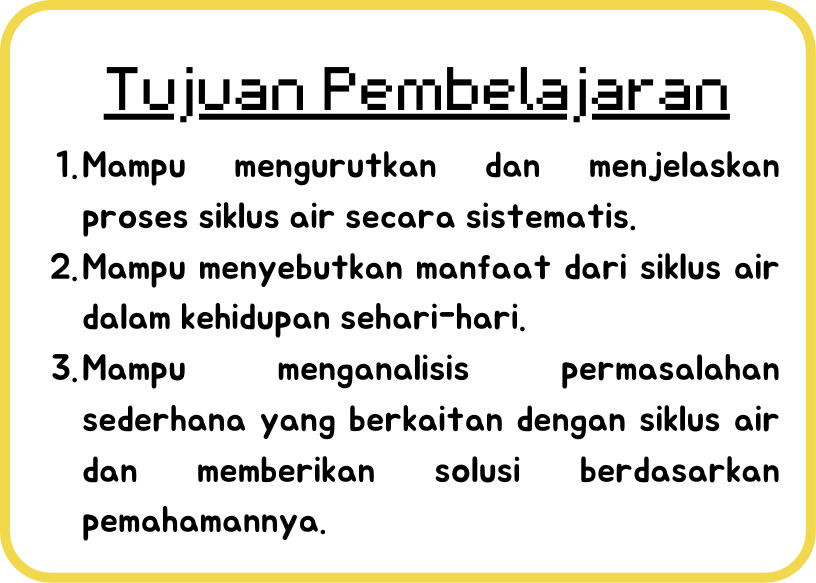 Tujuan Pembelajaran
1. Mampu mengurutkan dan menjelaskan
proses siklus air secara sistematis.
2. Mampu menyebutkan manfaat dari siklus air
dalam kehidupan sehari-hari.
3. Mampu menganalisis permasalahan
sederhana yang berkaitan dengan siklus air
dan memberikan solusi berdasarkan
pemahamannya.